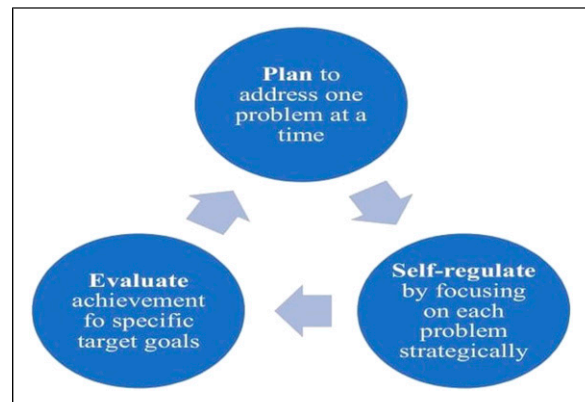 Plan to
address one
problem at a
time
Self-regulate
by focusing
on each
problem
strategically
Evaluate
achievement
fo specific
target goals